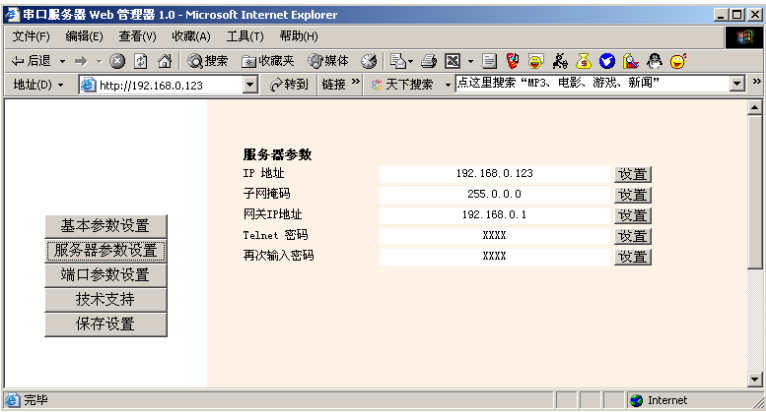 串口服务器 Web 管理器 1.0 - Microsoft Internet Explorer
文件(F) 编辑(E) 查看(V) 收藏(A) 工具(T) 帮助(H)
后退 搜索 收藏夹 媒体
地址(D) http://192.168.0.123 转到 链接 » 天下搜索 点这里搜索“MP3、电影、游戏、新闻” »
服务器参数
IP 地址 192.168.0.123 设置
子网掩码 255.0.0.0 设置
网关IP地址 192.168.0.1 设置
Telnet 密码 XXXX 设置
再次输入密码 XXXX 设置
基本参数设置
服务器参数设置
端口参数设置
技术支持
保存设置
完毕 Internet